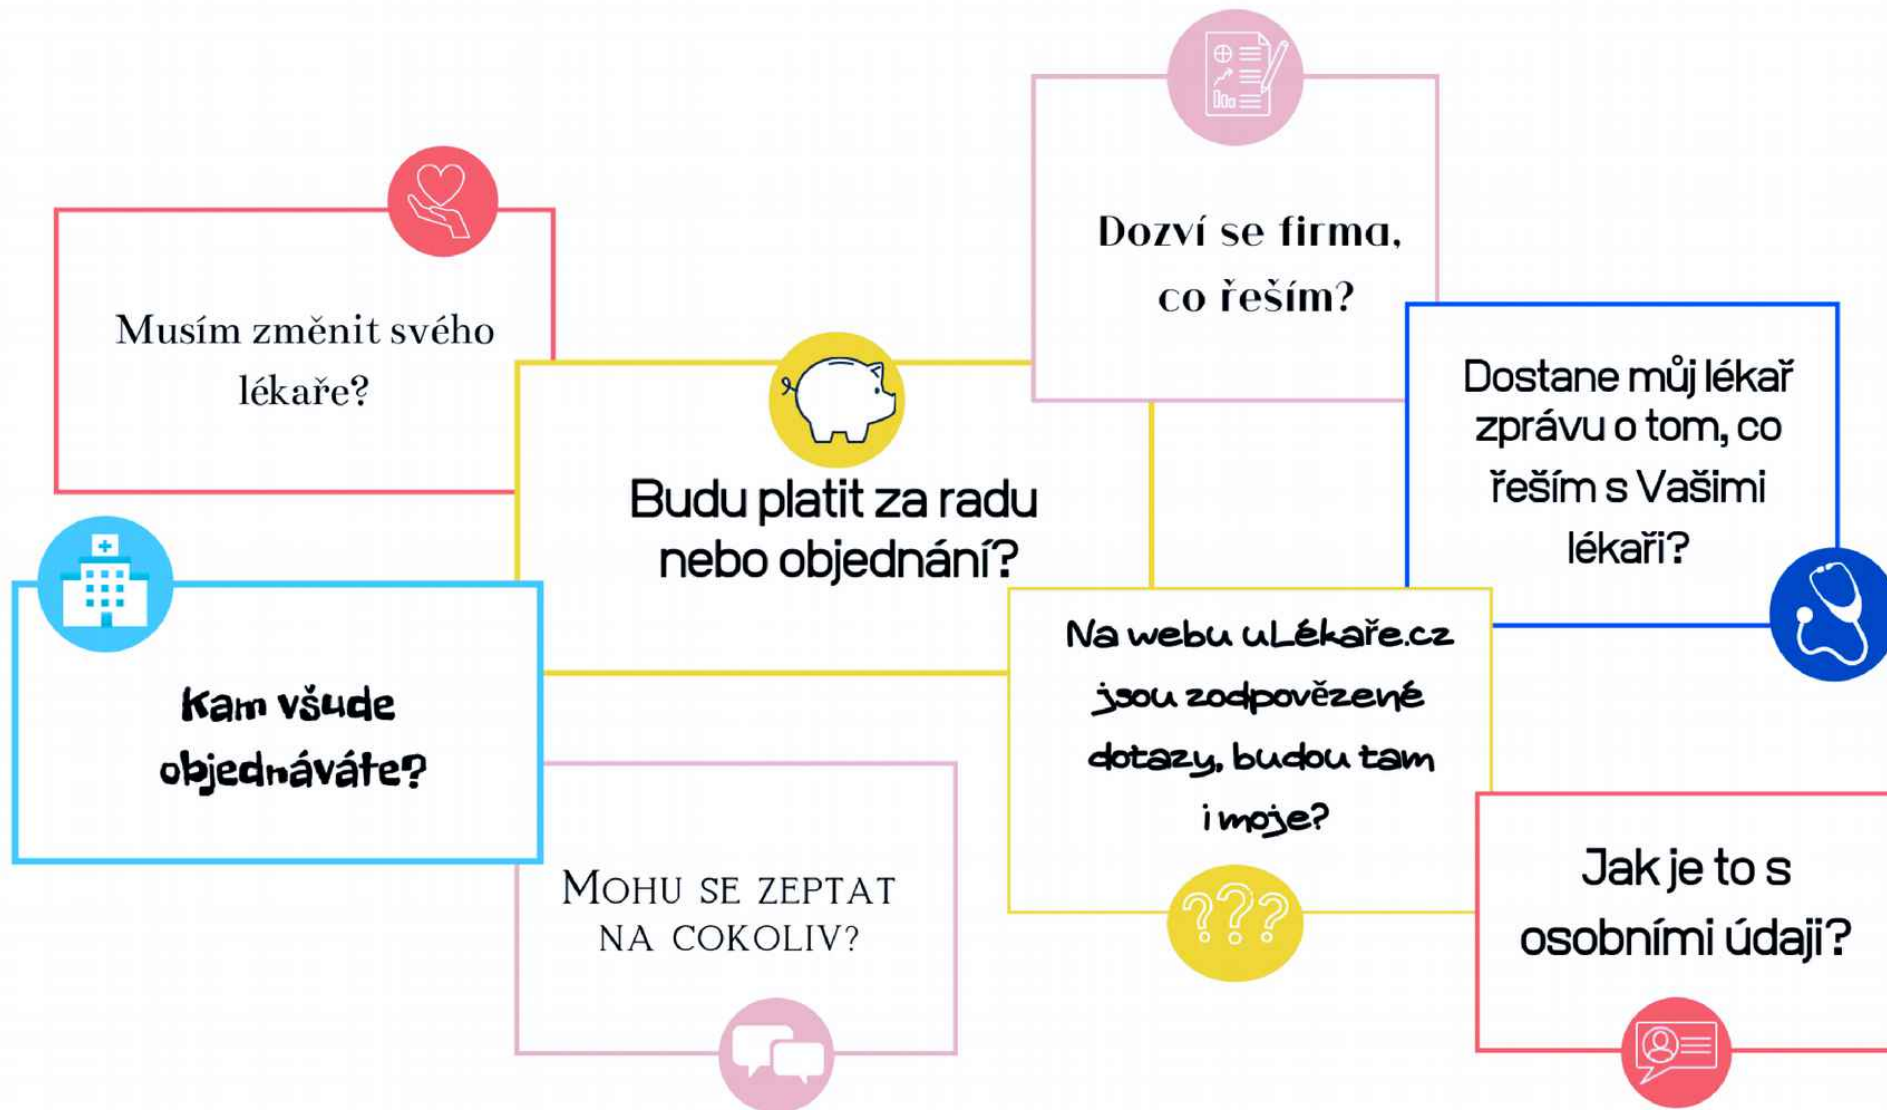 Dozví se firma,
co řeším?
Musím změnit svého
lékaře?
Dostane můj lékař
zprávu o tom, co
řeším s Vašimi
lékaři?
Budu platit za radu
nebo objednání?
Na webu uLékaře.cz
jsou zodpovězené
dotazy, budou tam
i moje?
Kam všude
objednáváte?
MOHU SE ZEPTAT
NA COKOLIV?
Jak je to s
osobními údaji?